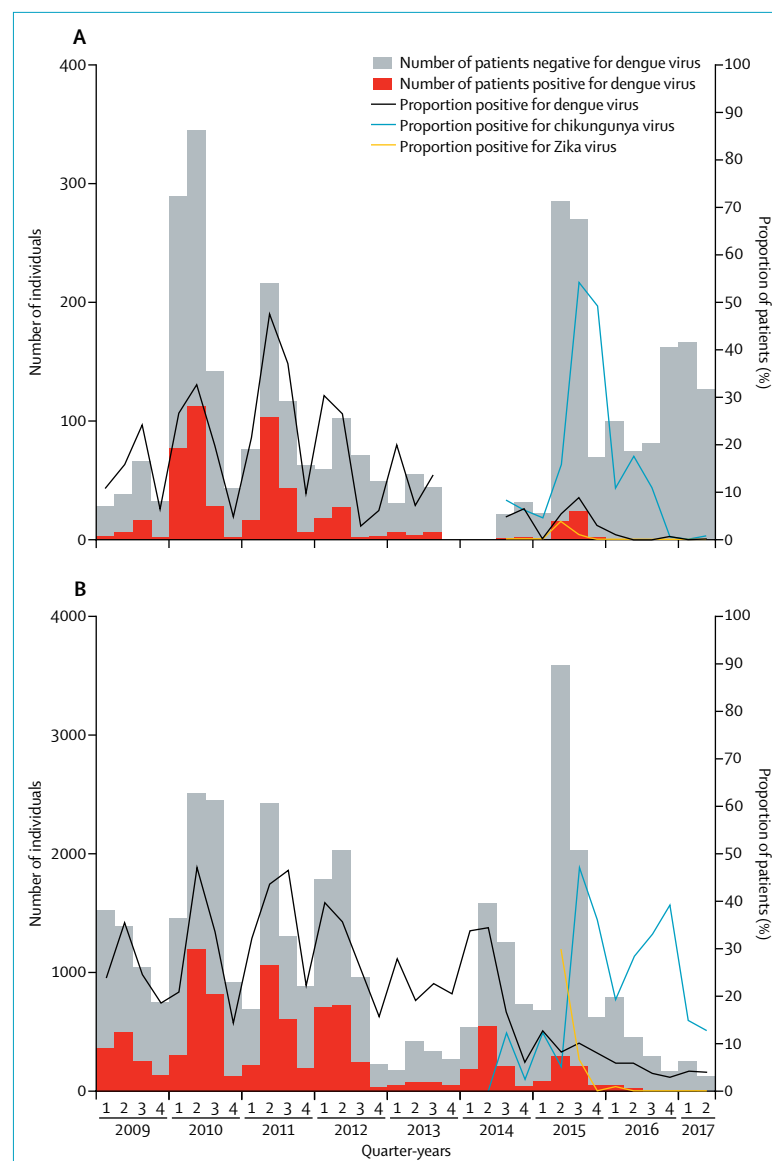 A
Number of patients negative for dengue virus
Number of patients positive for dengue virus
Proportion positive for dengue virus
Proportion positive for chikungunya virus
Proportion positive for Zika virus
400
300
200
100
0
Number of individuals
100
90
80
70
60
50
40
30
20
10
0
Proportion of patients (%)
B
4000
3000
2000
1000
0
Number of individuals
100
90
80
70
60
50
40
30
20
10
0
Proportion of patients (%)
1 2 3 4 1 2 3 4 1 2 3 4 1 2 3 4 1 2 3 4 1 2 3 4 1 2 3 4 1 2 3 4 1 2
2009 2010 2011 2012 2013 2014 2015 2016 2017
Quarter-years